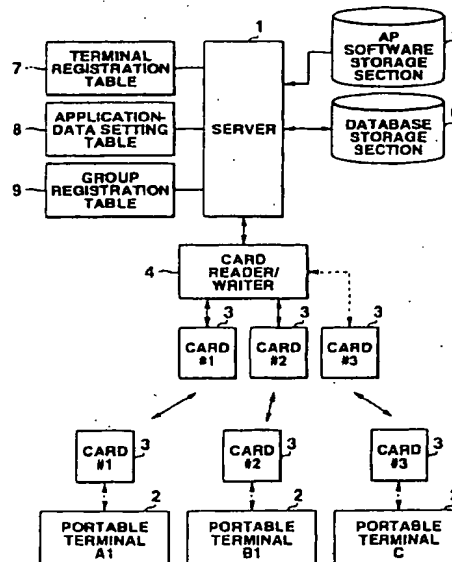 1
7
TERMINAL
REGISTRATION
TABLE
8
APPLICATION-
DATA SETTING
TABLE
9
GROUP
REGISTRATION
TABLE
SERVER
AP
SOFTWARE
STORAGE
SECTION
DATABASE
STORAGE
SECTION
4
CARD
READER/
WRITER
3
CARD
#1
3
CARD
#2
3
CARD
#3
CARD
#1
3
CARD
#2
3
CARD
#3
3
2
PORTABLE
TERMINAL
A1
2
PORTABLE
TERMINAL
B1
PORTABLE
TERMINAL
C